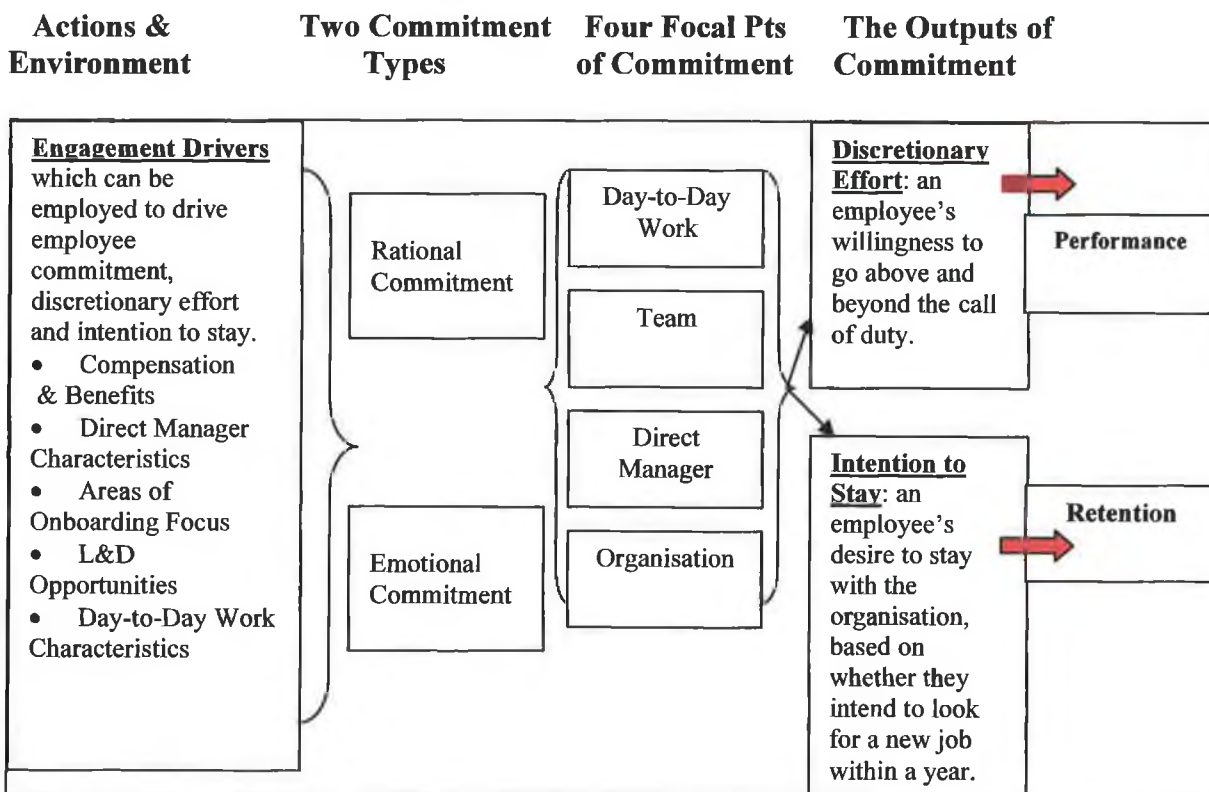 Actions &
Environment
Two Commitment
Types
Four Focal Pts
of Commitment
The Outputs of
Commitment
Engagement Drivers
which can be
employed to drive
employee
commitment,
discretionary effort
and intention to stay.
• Compensation
& Benefits
• Direct Manager
Characteristics
• Areas of
Onboarding Focus
• L&D
Opportunities
• Day-to-Day Work
Characteristics
Rational
Commitment
Emotional
Commitment
Day-to-Day
Work
Team
Direct
Manager
Organisation
Discretionary
Effort: an
employee's
willingness to
go above and
beyond the call
of duty.
Performance
Intention to
Stay: an
employee's
desire to stay
with the
organisation,
based on
whether they
intend to look
for a new job
within a year.
Retention